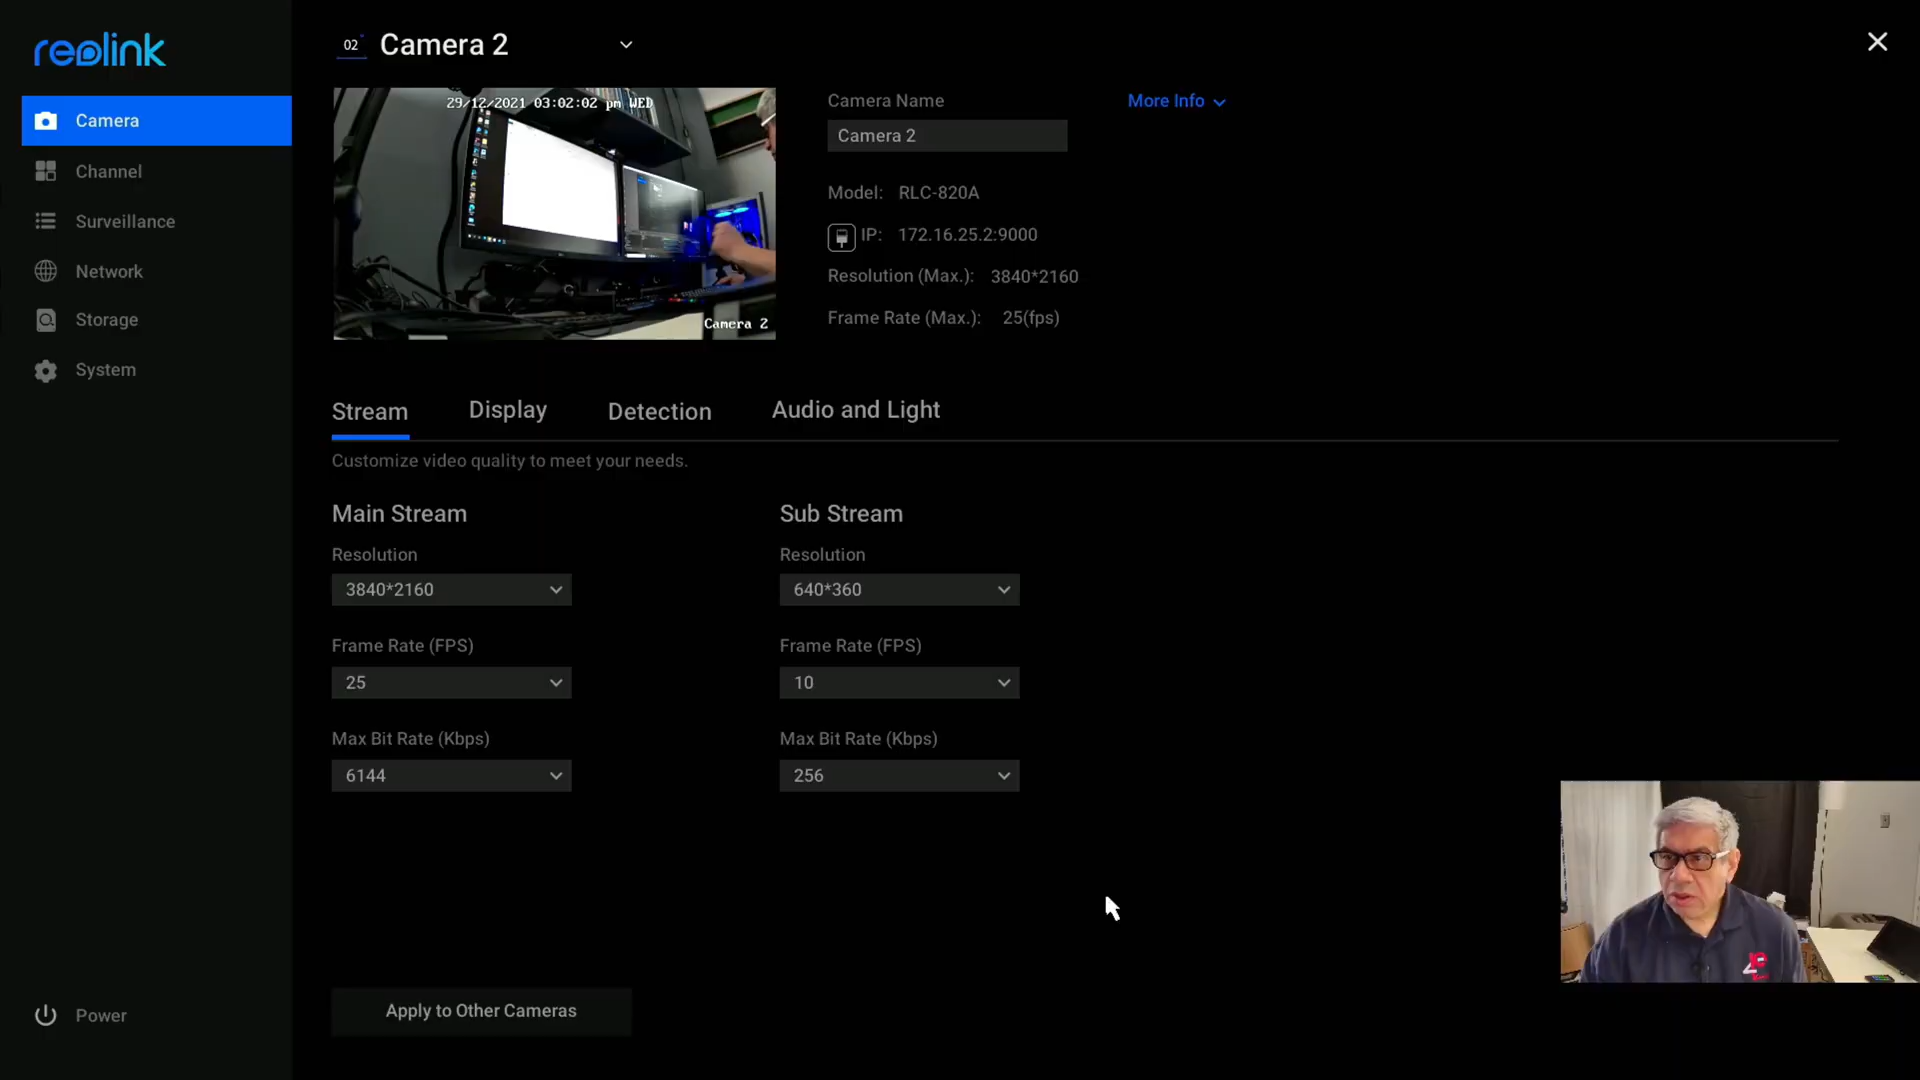 reolink
Camera
Channel
Surveillance
Network
Storage
System
Power
02 Camera 2
29/12/2021 03:02:02 pm WED
Camera 2
Camera Name
More Info
Camera 2
Model: RLC-820A
IP: 172.16.25.2:9000
Resolution (Max.): 3840*2160
Frame Rate (Max.): 25(fps)
Stream Display Detection Audio and Light
Customize video quality to meet your needs.
Main Stream
Resolution
3840*2160
Frame Rate (FPS)
25
Max Bit Rate (Kbps)
6144
Sub Stream
Resolution
640*360
Frame Rate (FPS)
10
Max Bit Rate (Kbps)
256
Apply to Other Cameras